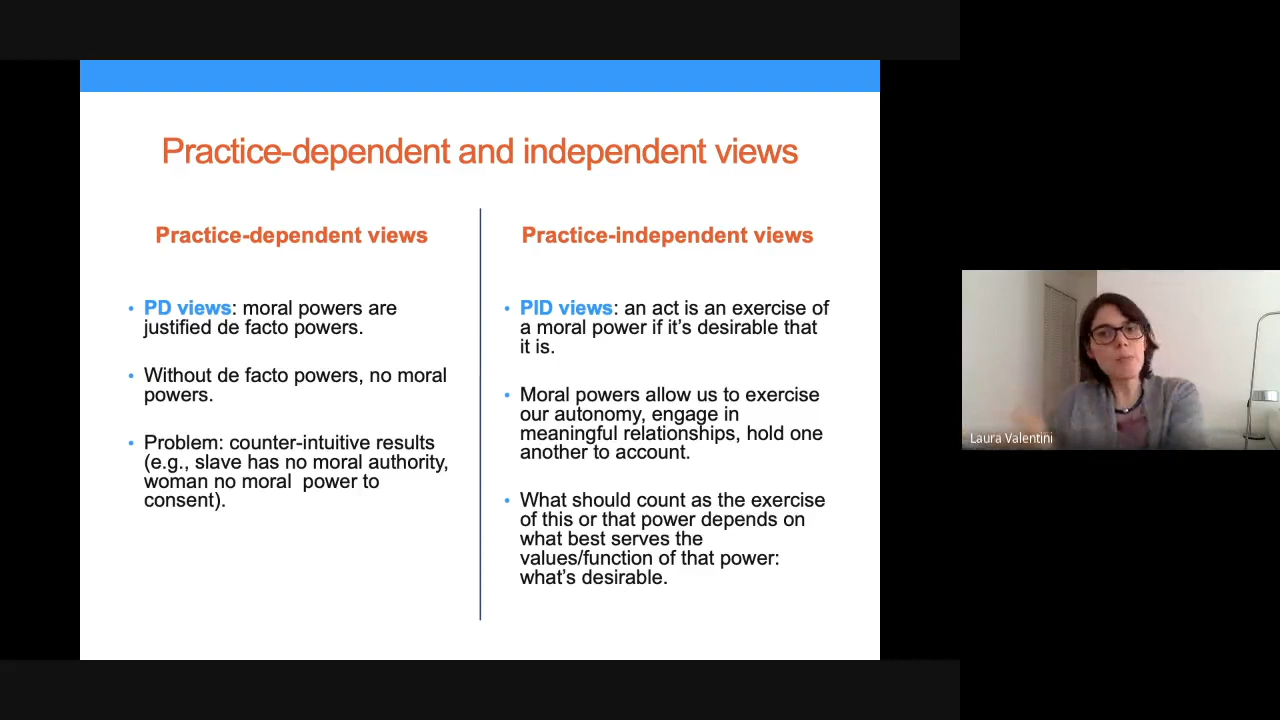 Practice-dependent and independent views
Practice-dependent views
• PD views: moral powers are
justified de facto powers.
• Without de facto powers, no moral
powers.
• Problem: counter-intuitive results
(e.g., slave has no moral authority,
woman no moral  power to
consent).
Practice-independent views
• PID views: an act is an exercise of
a moral power if it’s desirable that
it is.
• Moral powers allow us to exercise
our autonomy, engage in
meaningful relationships, hold one
another to account.
• What should count as the exercise
of this or that power depends on
what best serves the
values/function of that power:
what’s desirable.
Laura Valentini